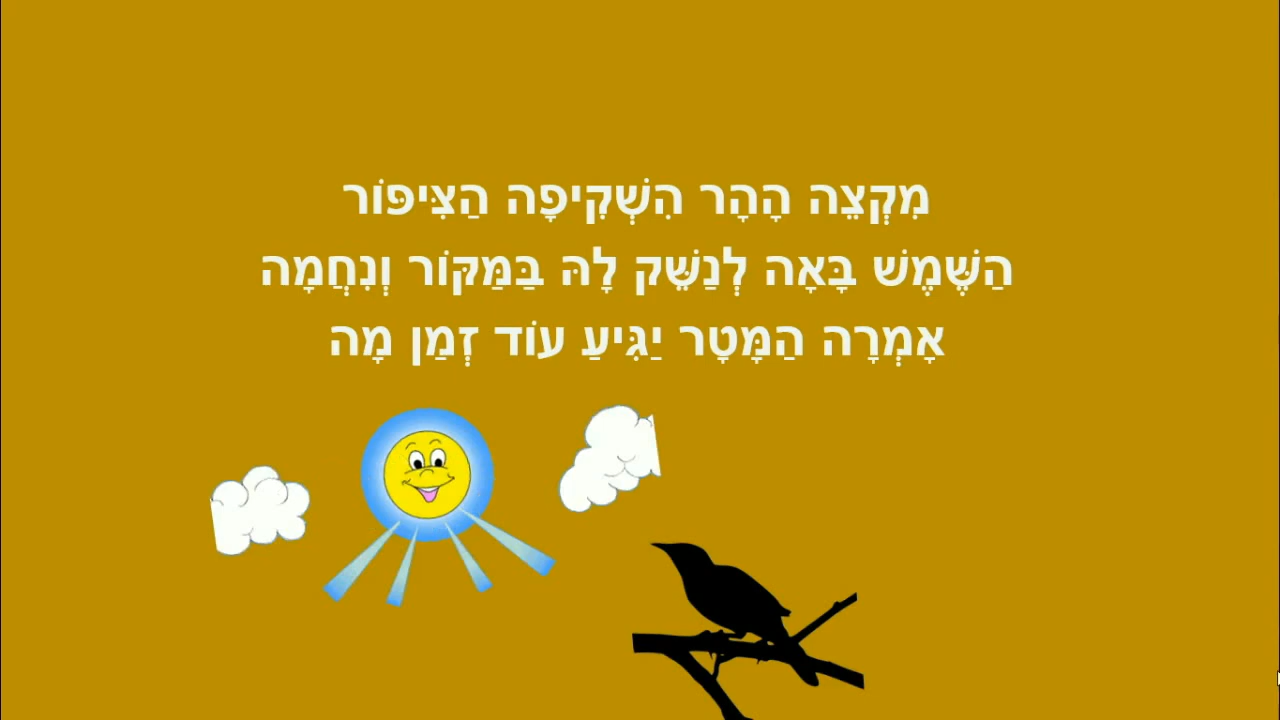 מִקְצֵה הָהָר הִשְׁקִיפָה הַצִּיפּוֹר
הַשֶּׁמֶשׁ בָּאָה לְנַשֵּׁק לָהּ בַּמַּקּוֹר וְנִחֲמָה
אָמְרָה הַמָּטָר יַגִּיעַ עוֹד זְמַן מָה